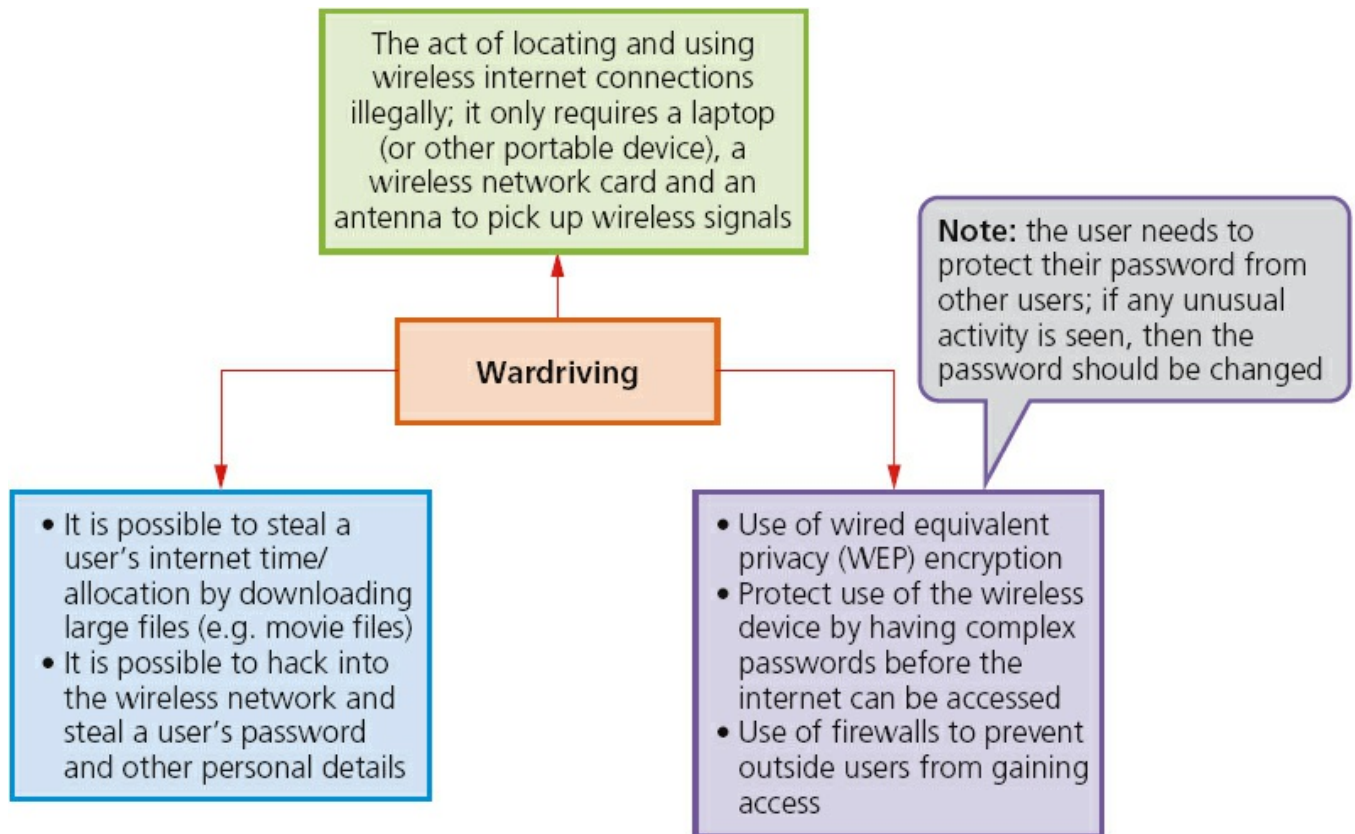 The act of locating and using
wireless internet connections
illegally; it only requires a laptop
(or other portable device), a
wireless network card and an
antenna to pick up wireless signals
Note: the user needs to
protect their password from
other users; if any unusual
activity is seen, then the
password should be changed
Wardriving
• It is possible to steal a
user's internet time/
allocation by downloading
large files (e.g. movie files)
• It is possible to hack into
the wireless network and
steal a user's password
and other personal details
• Use of wired equivalent
privacy (WEP) encryption
• Protect use of the wireless
device by having complex
passwords before the
internet can be accessed
• Use of firewalls to prevent
outside users from gaining
access